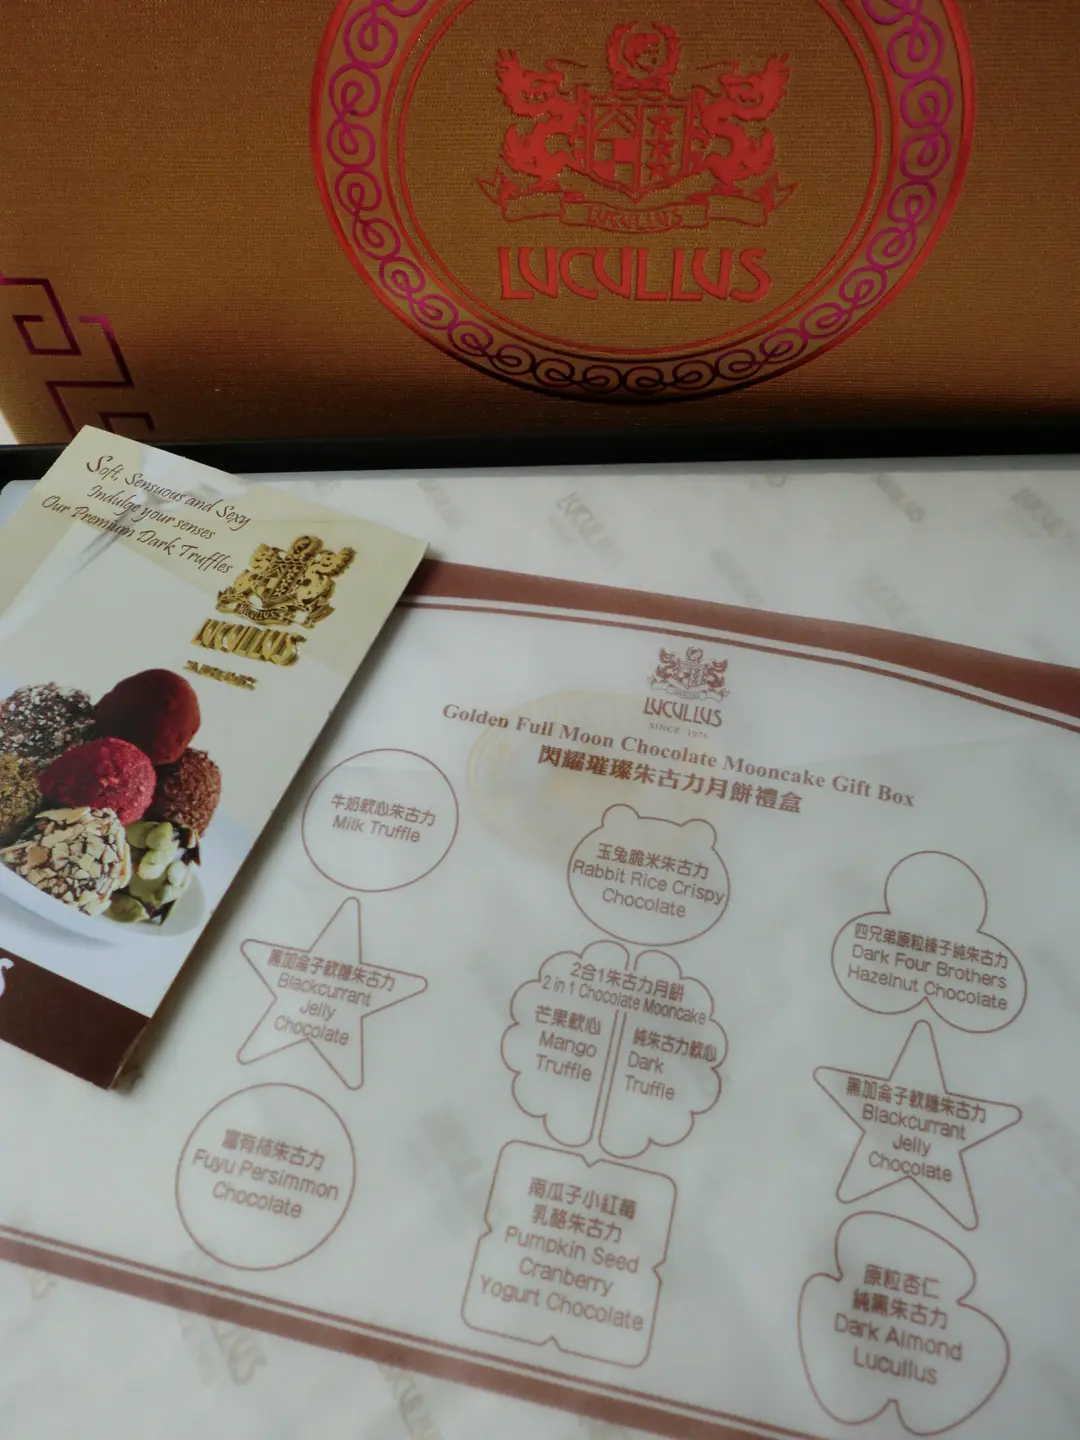 LUCULLUS
LUCULLUS
Soft, Sensuous and Sexy
Indulge your senses
Our Premium Dark Truffles
LUCULLUS
LUCULLUS
SINCE 1976
Golden Full Moon Chocolate Mooncake Gift Box
閃耀璀璨朱古力月餅禮盒
牛奶軟心朱古力
Milk Truffle
玉兔脆米朱古力
Rabbit Rice Crispy
Chocolate
四兄弟原粒榛子純朱古力
Dark Four Brothers
Hazelnut Chocolate
黑加侖子軟糖朱古力
Blackcurrant
Jelly
Chocolate
2合1朱古力月餅
2 in 1 Chocolate Mooncake
芒果軟心
Mango
Truffle
純朱古力軟心
Dark
Truffle
黑加侖子軟糖朱古力
Blackcurrant
Jelly
Chocolate
富有柿朱古力
Fuyu Persimmon
Chocolate
南瓜子小紅莓
乳酪朱古力
Pumpkin Seed
Cranberry
Yogurt Chocolate
原粒杏仁
純黑朱古力
Dark Almond
Lucullus